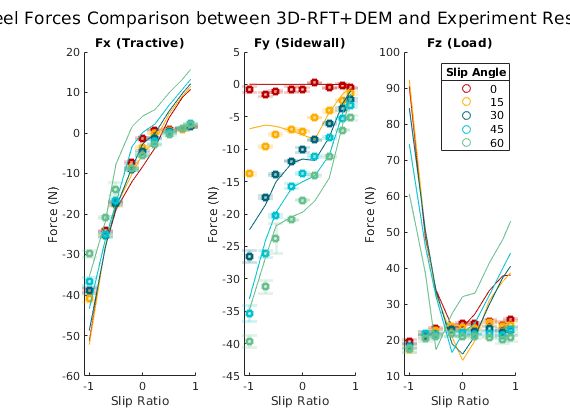 eel Forces Comparison between 3D-RFT+DEM and Experiment Res
Fx (Tractive)
Fy (Sidewall)
Fz (Load)
20
10
0
-10
-20
-30
-40
-50
-60
Force (N)
-1 0 1
Slip Ratio
5
0
-5
-10
-15
-20
-25
-30
-35
-40
-45
Force (N)
-1 0 1
Slip Ratio
100
90
80
70
60
50
40
30
20
10
Force (N)
-1 0 1
Slip Ratio
Slip Angle
0
15
30
45
60